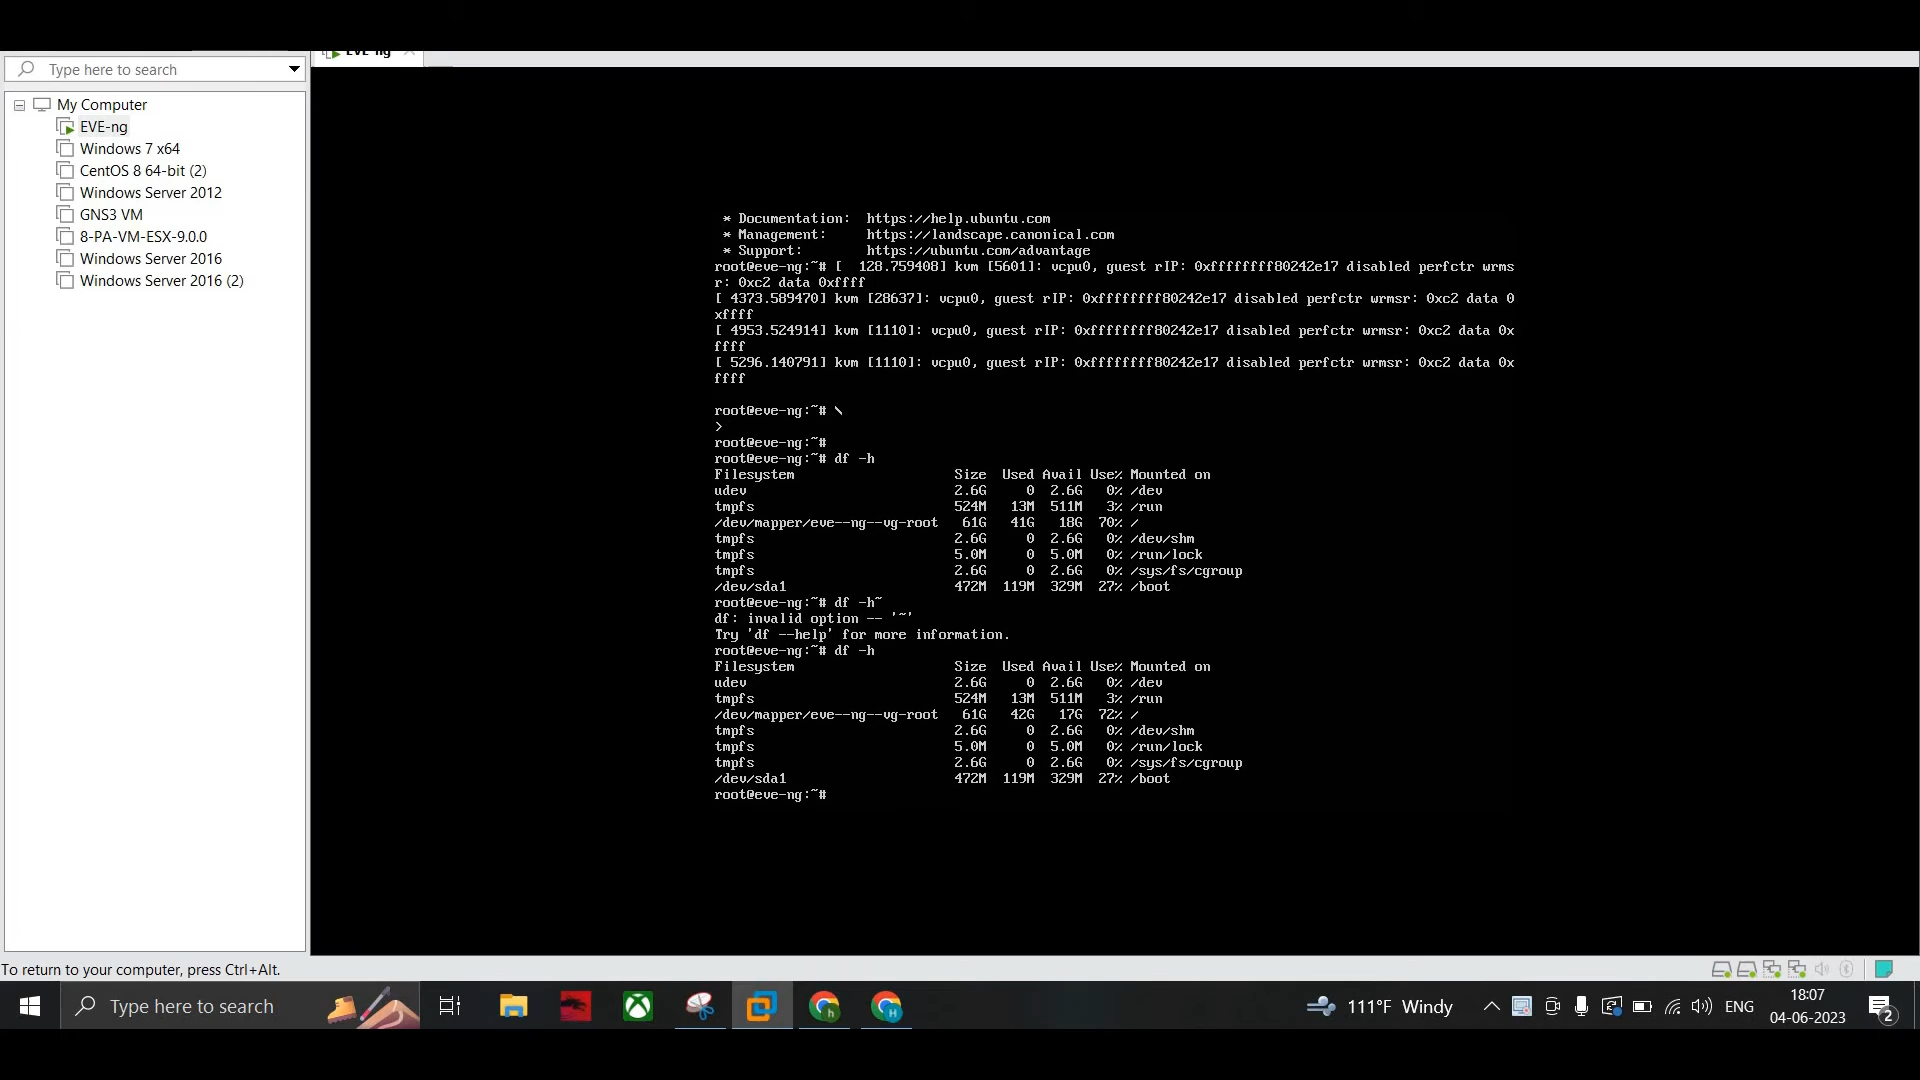 EVE-ng
Type here to search
My Computer
EVE-ng
Windows 7 x64
CentOS 8 64-bit (2)
Windows Server 2012
GNS3 VM
8-PA-VM-ESX-9.0.0
Windows Server 2016
Windows Server 2016 (2)
* Documentation:  https://help.ubuntu.com
* Management:     https://landscape.canonical.com
* Support:        https://ubuntu.com/advantage
root@eve-ng:~# [  128.759408] kvm [5601]: vcpu0, guest rIP: 0xffffffff80242e17 disabled perfctr wrms
r: 0xc2 data 0xffff
[ 4373.589470] kvm [28637]: vcpu0, guest rIP: 0xffffffff80242e17 disabled perfctr wrmsr: 0xc2 data 0
xffff
[ 4953.524914] kvm [1110]: vcpu0, guest rIP: 0xffffffff80242e17 disabled perfctr wrmsr: 0xc2 data 0x
ffff
[ 5296.140791] kvm [1110]: vcpu0, guest rIP: 0xffffffff80242e17 disabled perfctr wrmsr: 0xc2 data 0x
ffff
root@eve-ng:~# \
>
root@eve-ng:~#
root@eve-ng:~# df -h
Filesystem                    Size  Used Avail Use% Mounted on
udev                          2.6G     0  2.6G   0% /dev
tmpfs                         524M   13M  511M   3% /run
/dev/mapper/eve--ng--vg-root   61G   41G   18G  70% /
tmpfs                         2.6G     0  2.6G   0% /dev/shm
tmpfs                         5.0M     0  5.0M   0% /run/lock
tmpfs                         2.6G     0  2.6G   0% /sys/fs/cgroup
/dev/sda1                     472M  119M  329M  27% /boot
root@eve-ng:~# df -h~
df: invalid option -- '~'
Try 'df --help' for more information.
root@eve-ng:~# df -h
Filesystem                    Size  Used Avail Use% Mounted on
udev                          2.6G     0  2.6G   0% /dev
tmpfs                         524M   13M  511M   3% /run
/dev/mapper/eve--ng--vg-root   61G   42G   17G  72% /
tmpfs                         2.6G     0  2.6G   0% /dev/shm
tmpfs                         5.0M     0  5.0M   0% /run/lock
tmpfs                         2.6G     0  2.6G   0% /sys/fs/cgroup
/dev/sda1                     472M  119M  329M  27% /boot
root@eve-ng:~#
To return to your computer, press Ctrl+Alt.
Type here to search
111°F Windy
ENG
18:07
04-06-2023
2